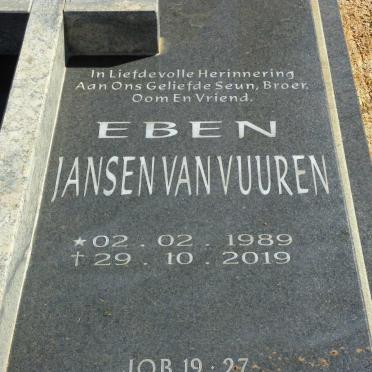 In Liefdevolle Herinnering
Aan Ons Geliefde Seun, Broer,
Oom En Vriend.
EBEN
JANSEN VAN VUUREN
★02 . 02 . 1989
†29 . 10 . 2019
JOB 19 : 27